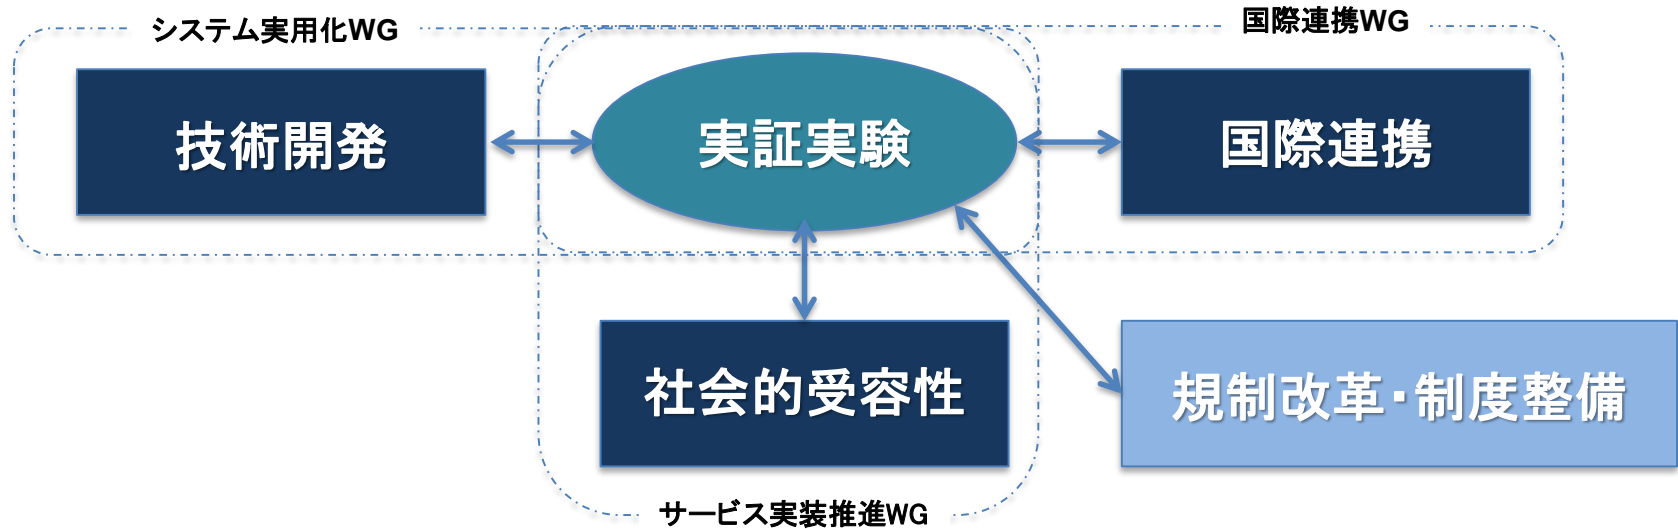 システム実用化WG
国際連携WG
技術開発
実証実験
国際連携
社会的受容性
規制改革・制度整備
サービス実装推進WG